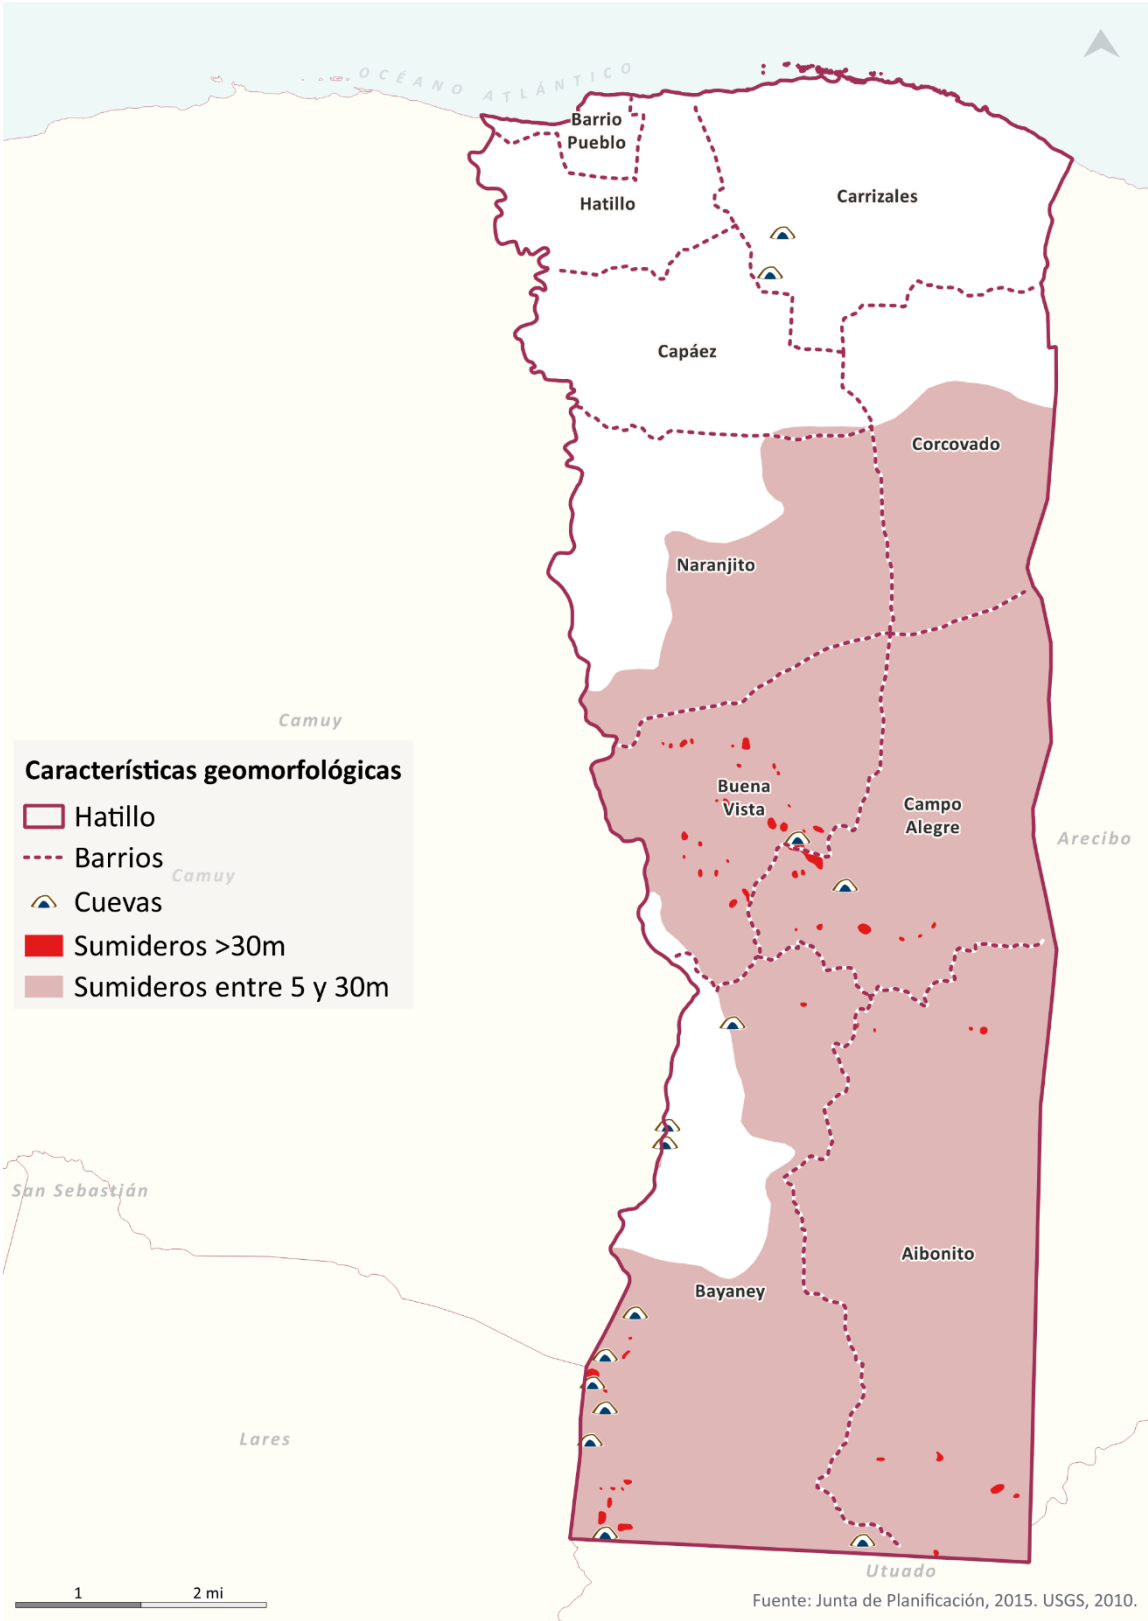 OCÉANO ATLÁNTICO
Barrio
Pueblo
Hatillo
Carrizales
Capáez
Corcovado
Naranjito
Camuy
Características geomorfológicas
Hatillo
Barrios
Camuy
Cuevas
Sumideros >30m
Sumideros entre 5 y 30m
Buena
Vista
Campo
Alegre
Arecibo
San Sebastián
Aibonito
Bayaney
Lares
Utuado
1 2 mi
Fuente: Junta de Planificación, 2015. USGS, 2010.